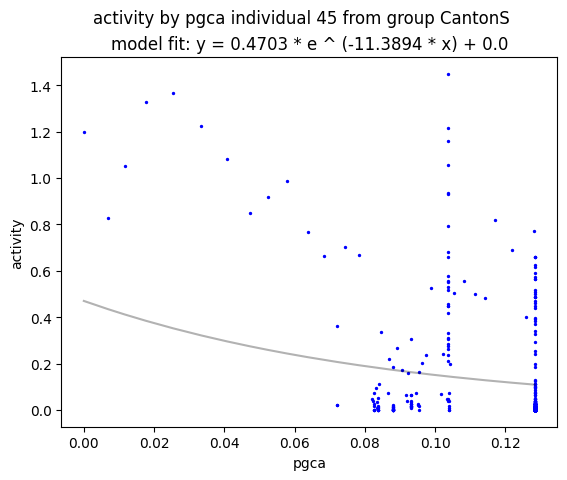 activity by pgca individual 45 from group CantonS
model fit: y = 0.4703 * e ^ (-11.3894 * x) + 0.0
1.4
1.2
1.0
0.8
0.6
0.4
0.2
0.0
activity
0.00 0.02 0.04 0.06 0.08 0.10 0.12
pgca